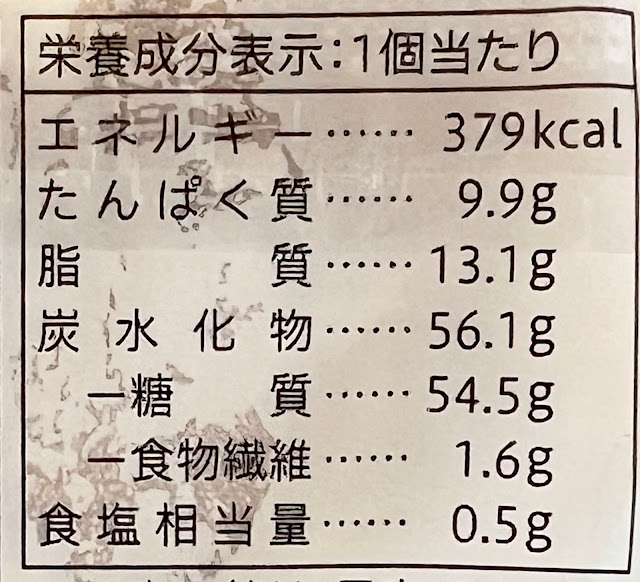 栄養成分表示:1個当たり
エネルギー…… 379kcal
たんぱく質…… 9.9g
脂質…… 13.1g
炭水化物…… 56.1g
ー糖質…… 54.5g
ー食物繊維…… 1.6g
食塩相当量…… 0.5g